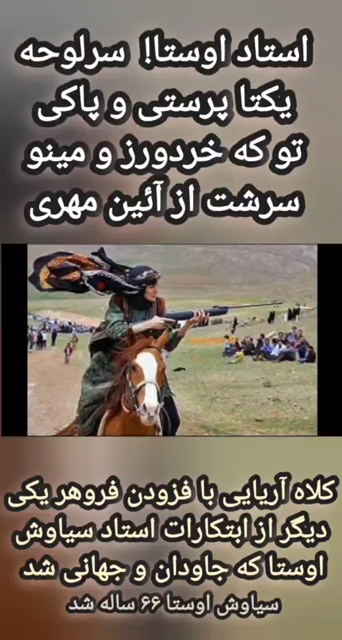 استاد اوستا! سرلوحه
یکتا پرستی و پاکی
تو که خردورز و مینو
سرشت از آئین مهری
کلاه آریایی با فزودن فروهر یکی
دیگر از ابتکارات استاد سیاوش
اوستا که جاودان و جهانی شد
سیاوش اوستا ۶۶ ساله شد